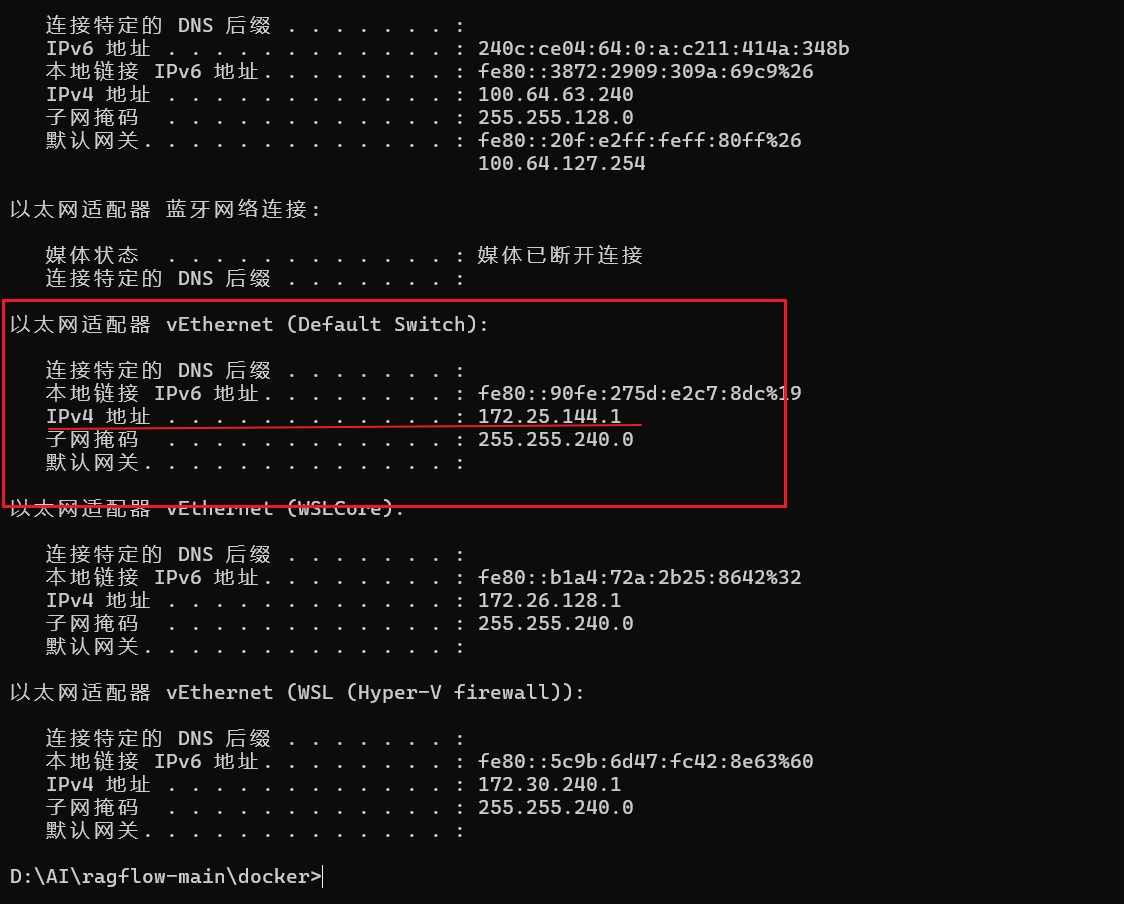 连接特定的 DNS 后缀 . . . . . . . :
IPv6 地址 . . . . . . . . . . . . : 240c:ce04:64:0:a:c211:414a:348b
本地链接 IPv6 地址. . . . . . . . : fe80::3872:2909:309a:69c9%26
IPv4 地址 . . . . . . . . . . . . : 100.64.63.240
子网掩码  . . . . . . . . . . . . : 255.255.128.0
默认网关. . . . . . . . . . . . . : fe80::20f:e2ff:feff:80ff%26
100.64.127.254
以太网适配器 蓝牙网络连接:
媒体状态  . . . . . . . . . . . . : 媒体已断开连接
连接特定的 DNS 后缀 . . . . . . . :
以太网适配器 vEthernet (Default Switch):
连接特定的 DNS 后缀 . . . . . . . :
本地链接 IPv6 地址. . . . . . . . : fe80::90fe:275d:e2c7:8dc%19
IPv4 地址 . . . . . . . . . . . . : 172.25.144.1
子网掩码  . . . . . . . . . . . . : 255.255.240.0
默认网关. . . . . . . . . . . . . :
以太网适配器 vEthernet (WSLCore):
连接特定的 DNS 后缀 . . . . . . . :
本地链接 IPv6 地址. . . . . . . . : fe80::b1a4:72a:2b25:8642%32
IPv4 地址 . . . . . . . . . . . . : 172.26.128.1
子网掩码  . . . . . . . . . . . . : 255.255.240.0
默认网关. . . . . . . . . . . . . :
以太网适配器 vEthernet (WSL (Hyper-V firewall)):
连接特定的 DNS 后缀 . . . . . . . :
本地链接 IPv6 地址. . . . . . . . : fe80::5c9b:6d47:fc42:8e63%60
IPv4 地址 . . . . . . . . . . . . : 172.30.240.1
子网掩码  . . . . . . . . . . . . : 255.255.240.0
默认网关. . . . . . . . . . . . . :
D:\AI\ragflow-main\docker>